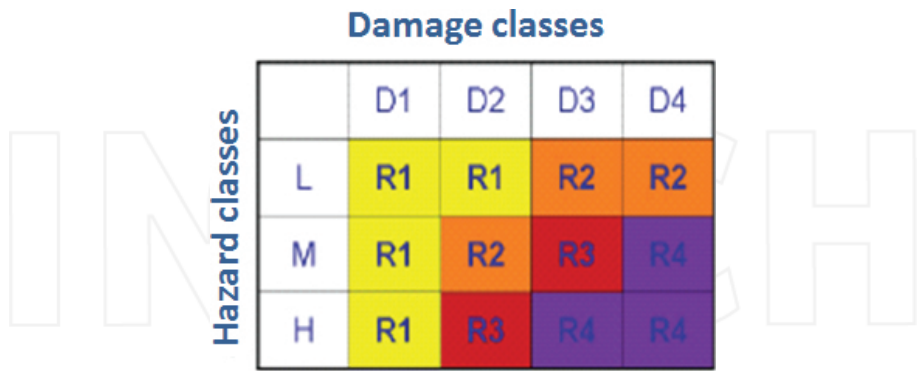 Damage classes
Hazard classes
D1 D2 D3 D4
L R1 R1 R2 R2
M R1 R2 R3 R4
H R1 R3 R4 R4